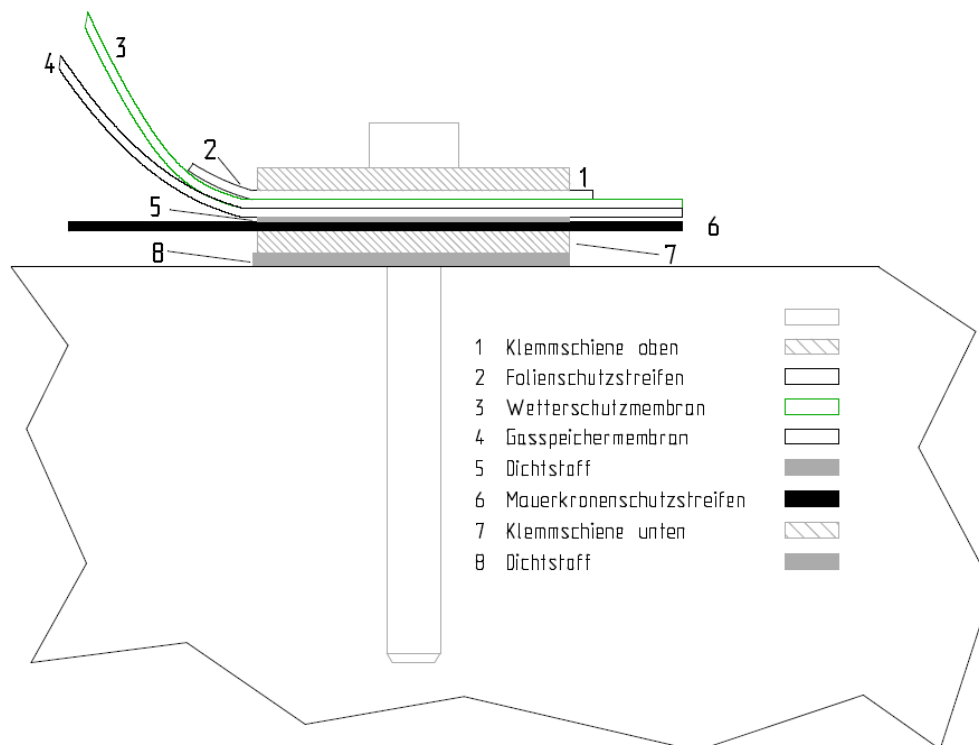 3
4
2
1
5
6
8
7
1 Klemmschiene oben
2 Folienschutzstreifen
3 Wetterschutzmembran
4 Gasspeichermembran
5 Dichtstoff
6 Mauerkronenschutzstreifen
7 Klemmschiene unten
8 Dichtstoff